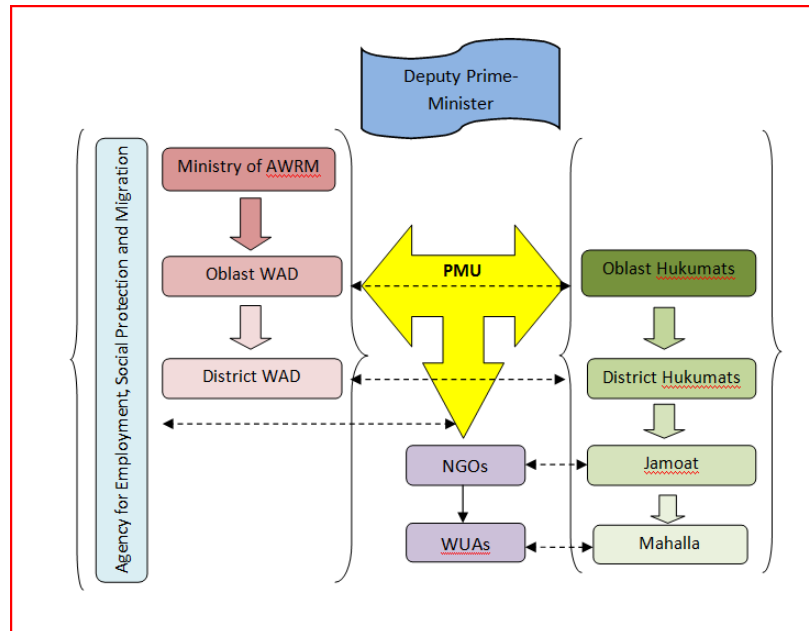 Deputy Prime-
Minister
Agency for Employment, Social Protection and Migration
Ministry of AWRM
Oblast WAD
District WAD
PMU
NGOs
WUAs
Oblast Hukumats
District Hukumats
Jamoat
Mahalla